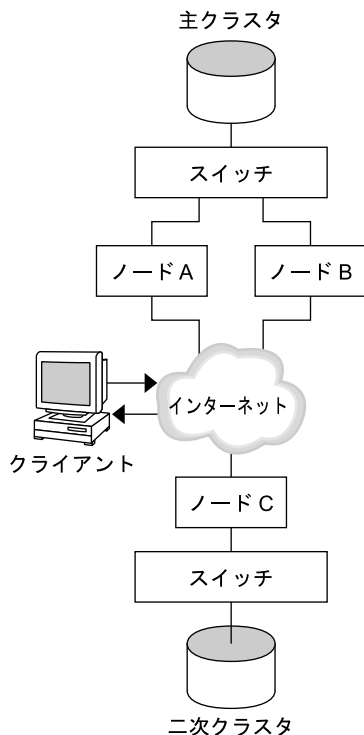 主クラスタ
スイッチ
ノード A
ノード B
インターネット
クライアント
ノード C
スイッチ
二次クラスタ